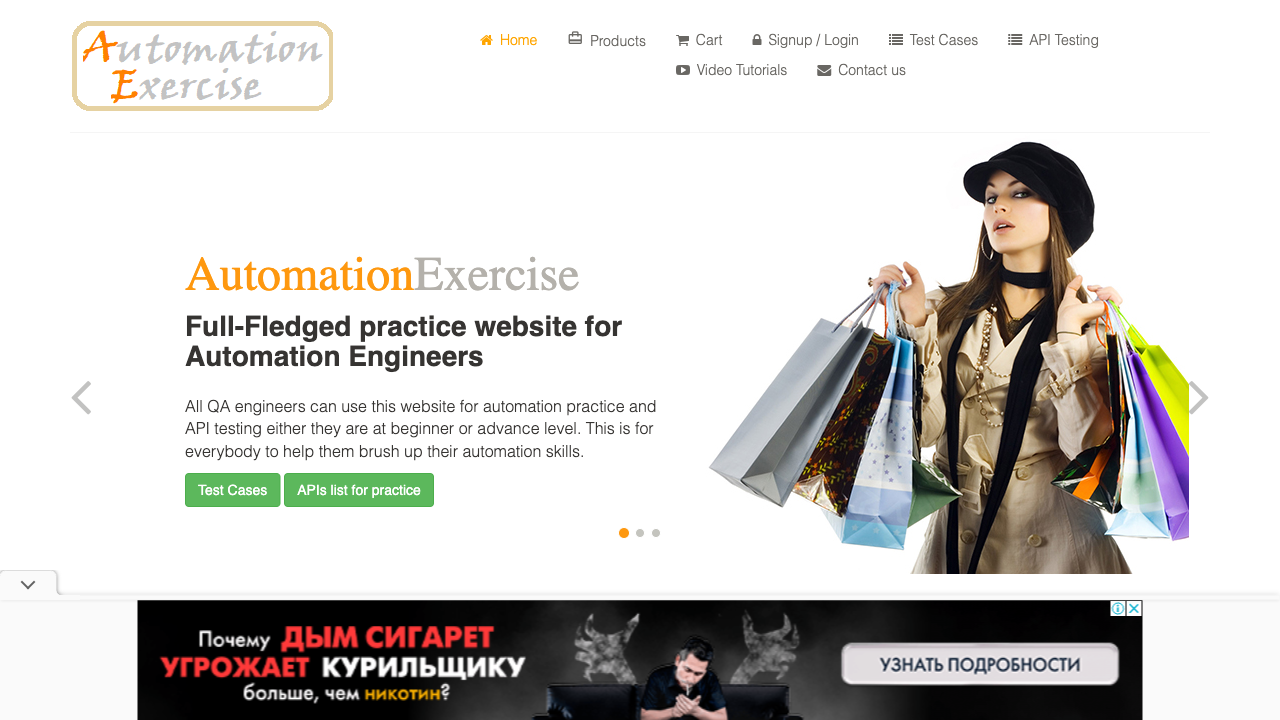 Automation
Exercise
Home Products Cart Signup / Login Test Cases API Testing
Video Tutorials Contact us
AutomationExercise
Full-Fledged practice website for
Automation Engineers
All QA engineers can use this website for automation practice and
API testing either they are at beginner or advance level. This is for
everybody to help them brush up their automation skills.
Test Cases APIs list for practice
Почему ДЫМ СИГАРЕТ
УГРОЖАЕТ КУРИЛЬЩИКУ
больше, чем никотин?
УЗНАТЬ ПОДРОБНОСТИ